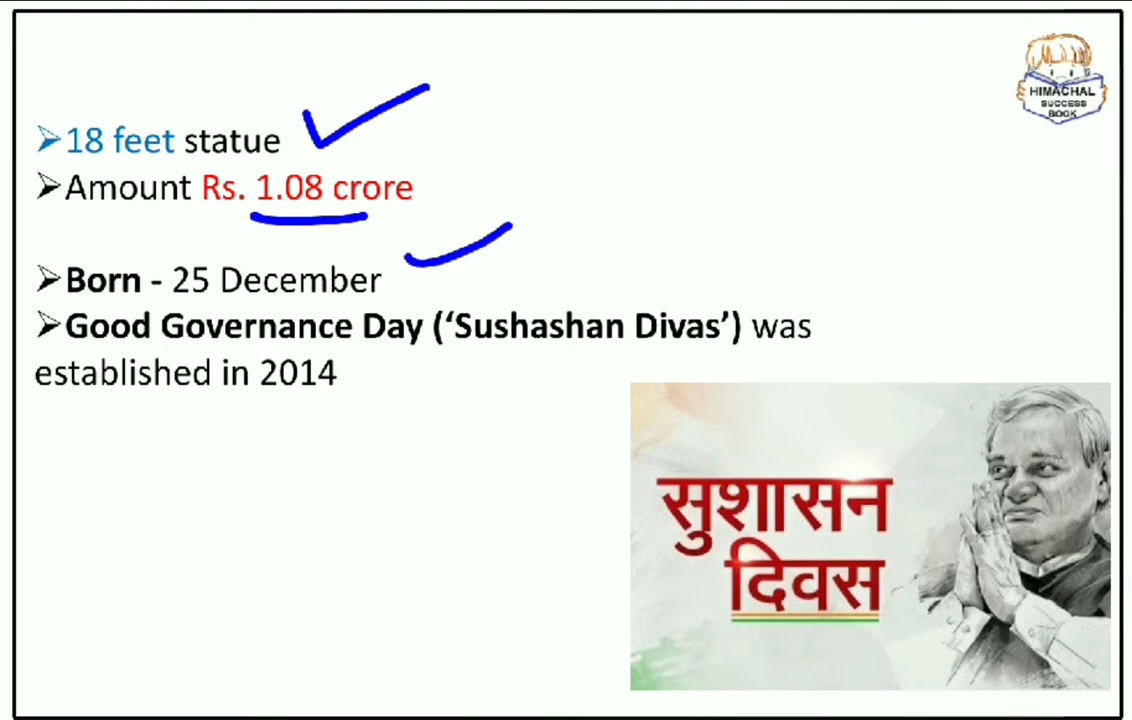 HIMACHAL
SUCCESS
BOOK
➢18 feet statue
➢Amount Rs. 1.08 crore
➢Born - 25 December
➢Good Governance Day (‘Sushashan Divas’) was
established in 2014
सुशासन
दिवस